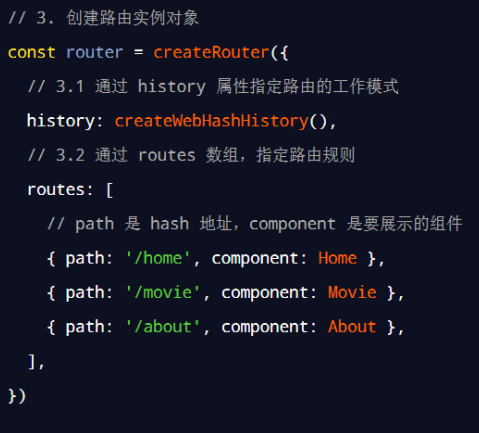 // 3. 创建路由实例对象
const router = createRouter({
  // 3.1 通过 history 属性指定路由的工作模式
  history: createWebHashHistory(),
  // 3.2 通过 routes 数组，指定路由规则
  routes: [
    // path 是 hash 地址，component 是要展示的组件
    { path: '/home', component: Home },
    { path: '/movie', component: Movie },
    { path: '/about', component: About },
  ],
})